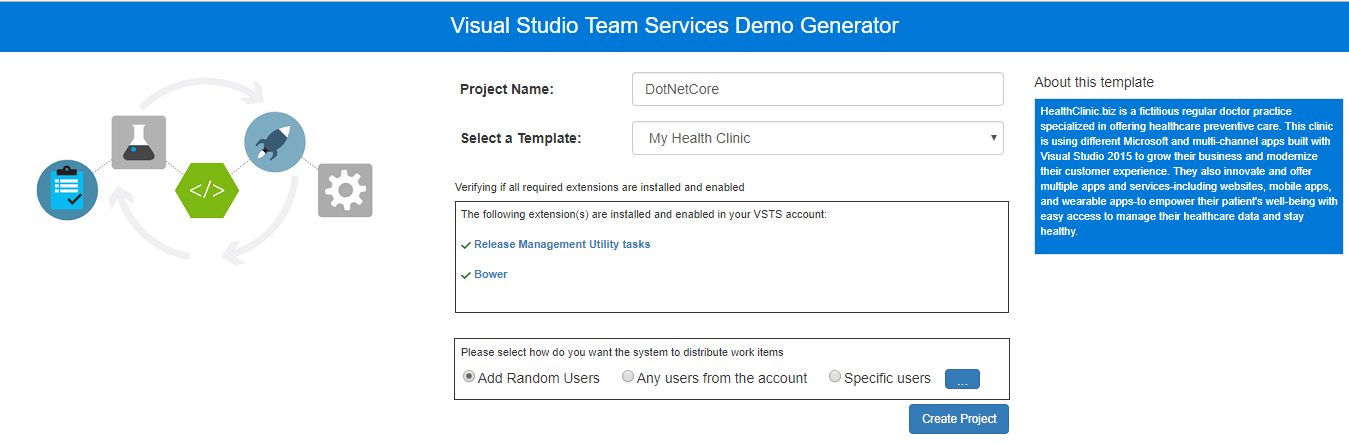 Visual Studio Team Services Demo Generator
</>
Project Name:
DotNetCore
Select a Template:
My Health Clinic
Verifying if all required extensions are installed and enabled
The following extension(s) are installed and enabled in your VSTS account:
Release Management Utility tasks
Bower
Please select how do you want the system to distribute work items
Add Random Users Any users from the account Specific users ...
Create Project
About this template
HealthClinic.biz is a fictitious regular doctor practice
specialized in offering healthcare preventive care. This clinic
is using different Microsoft and multi-channel apps built with
Visual Studio 2015 to grow their business and modernize
their customer experience. They also innovate and offer
multiple apps and services-including websites, mobile apps,
and wearable apps-to empower their patient's well-being with
easy access to manage their healthcare data and stay
healthy.